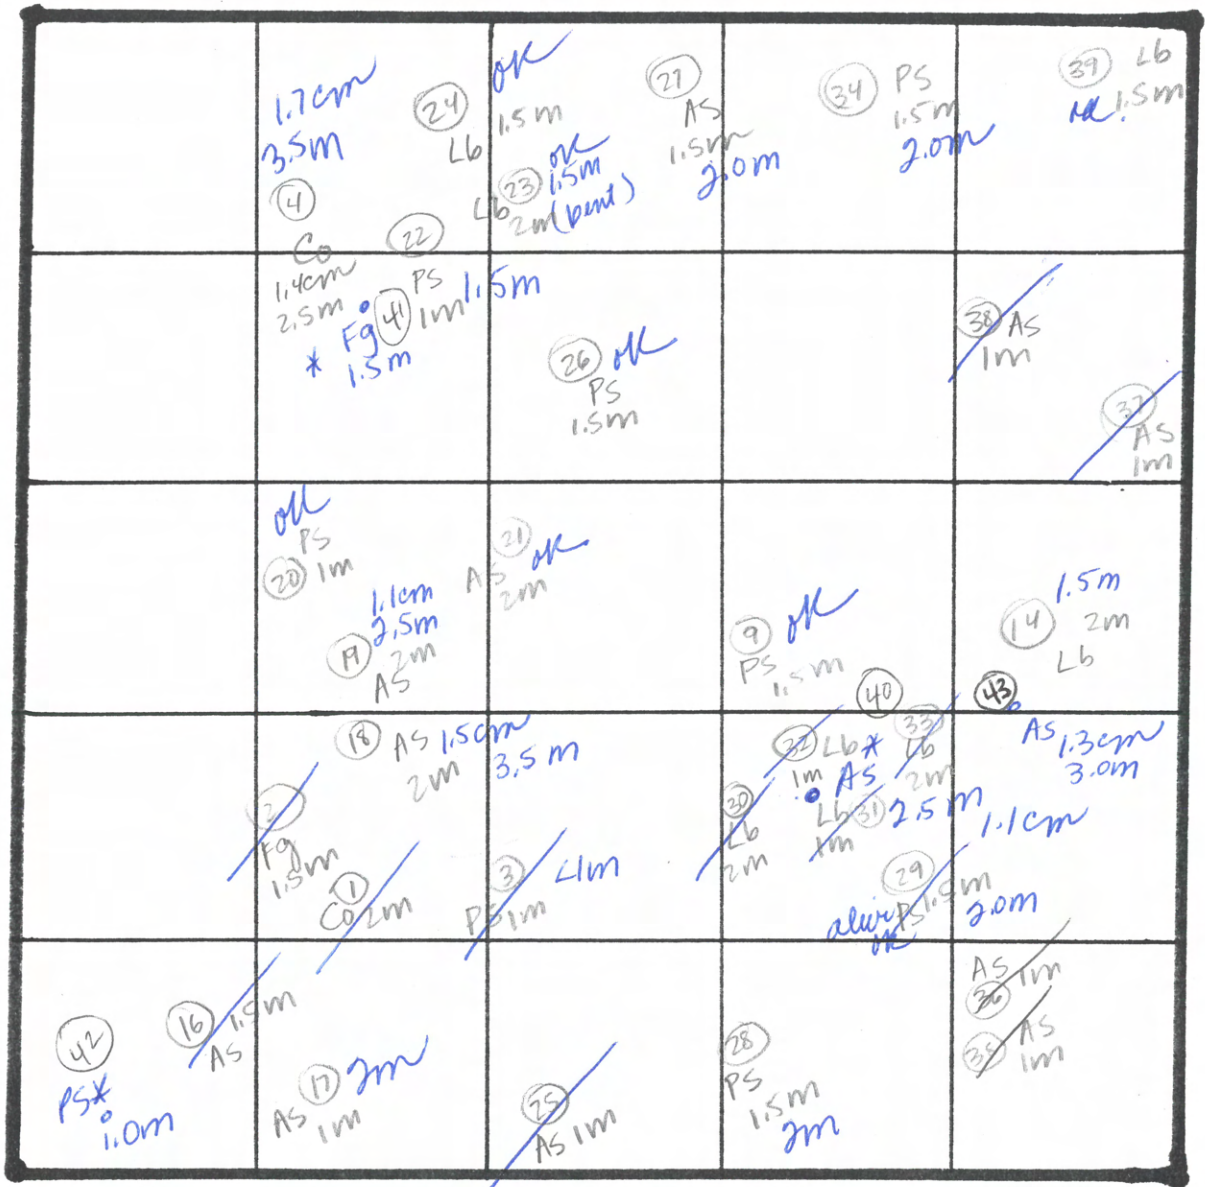 1.7cm
3.5m
24
Lb
ok
1.5m
27
AS
1.5m
2.0m
34
PS
1.5m
2.0m
39
Lb
1.5m
4
Co
1.4cm
2.5m
22
PS
1m
1.5m
Lb
23
ok
1.5m
2m (bent)
41
Fg
*
1.5m
26
ok
PS
1.5m
38
AS
1m
37
AS
1m
ok
PS
20
1m
1.1cm
2.5m
19
2m
AS
21
ok
AS
2m
9
ok
PS
1.5m
14
1.5m
2m
Lb
40
43
AS
1.3cm
3.0m
18
AS
1.5cm
2m
3.5m
2
Fg
1.5m
1
Co
2m
3
<1m
PS
1m
32
Lb
*
1m
AS
33
Lb
2m
30
Lb
2m
Lb
31
2.5m
1m
1.1cm
29
1.5m
2.0m
alive
PS
ok
42
PS*
1.0m
16
1.5m
AS
17
2m
AS
1m
25
AS 1m
28
PS
1.5m
2m
AS
1m
36
35
AS
1m